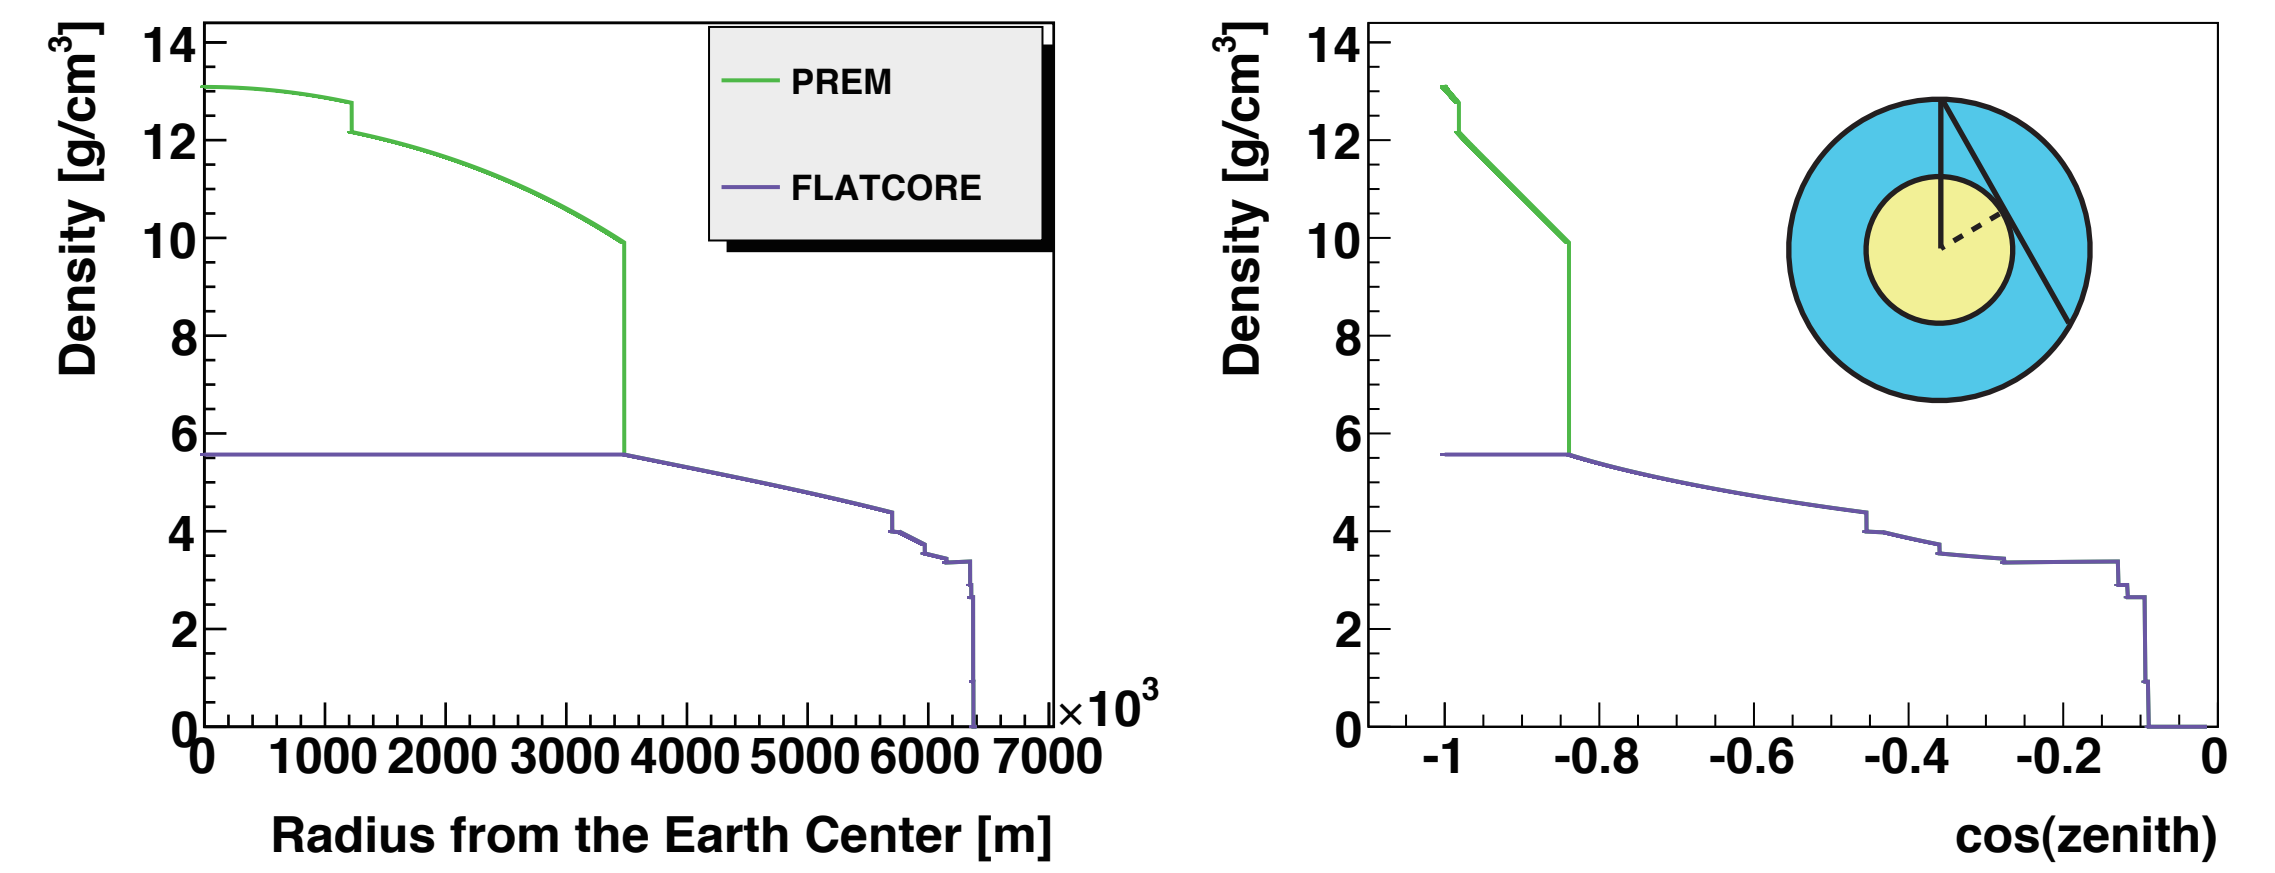 Density [g/cm³]
14
12
10
8
6
4
2
0
PREM
FLATCORE
0 1000 2000 3000 4000 5000 6000 7000
×10³
Radius from the Earth Center [m]
Density [g/cm³]
14
12
10
8
6
4
2
0
-1 -0.8 -0.6 -0.4 -0.2 0
cos(zenith)